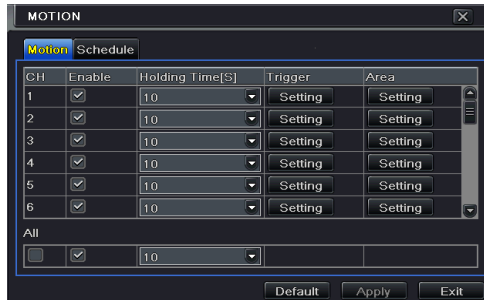 MOTION
Motion Schedule
CH Enable Holding Time[S] Trigger Area
1 10 Setting Setting
2 10 Setting Setting
3 10 Setting Setting
4 10 Setting Setting
5 10 Setting Setting
6 10 Setting Setting
All
10
Default Apply Exit